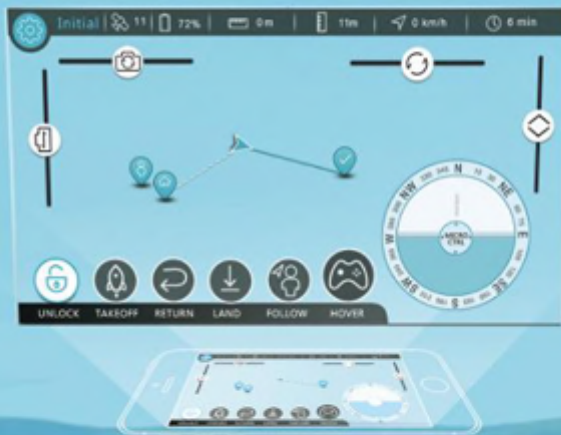 Initial 11 72% 0m 11m 0 km/h 6 min
N
NW NE
W E
MICRO
CTRL
SW SE
S
UNLOCK TAKEOFF RETURN LAND FOLLOW HOVER